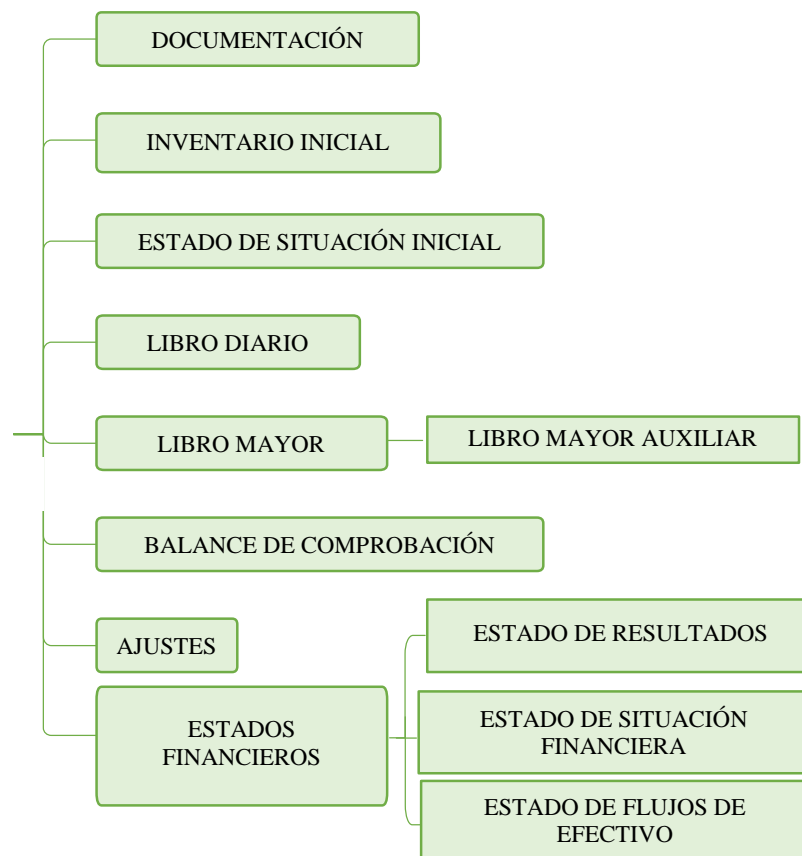 DOCUMENTACIÓN
INVENTARIO INICIAL
ESTADO DE SITUACIÓN INICIAL
LIBRO DIARIO
LIBRO MAYOR
LIBRO MAYOR AUXILIAR
BALANCE DE COMPROBACIÓN
AJUSTES
ESTADOS
FINANCIEROS
ESTADO DE RESULTADOS
ESTADO DE SITUACIÓN
FINANCIERA
ESTADO DE FLUJOS DE
EFECTIVO